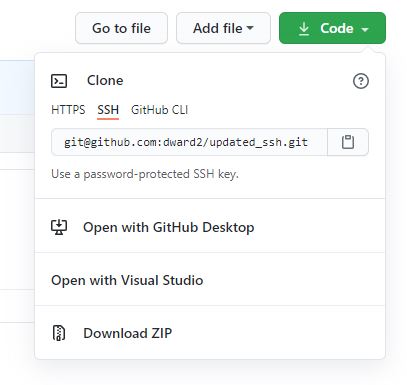 Go to file Add file Code
Clone
HTTPS SSH GitHub CLI
git@github.com:dward2/updated_ssh.git
Use a password-protected SSH key.
Open with GitHub Desktop
Open with Visual Studio
Download ZIP